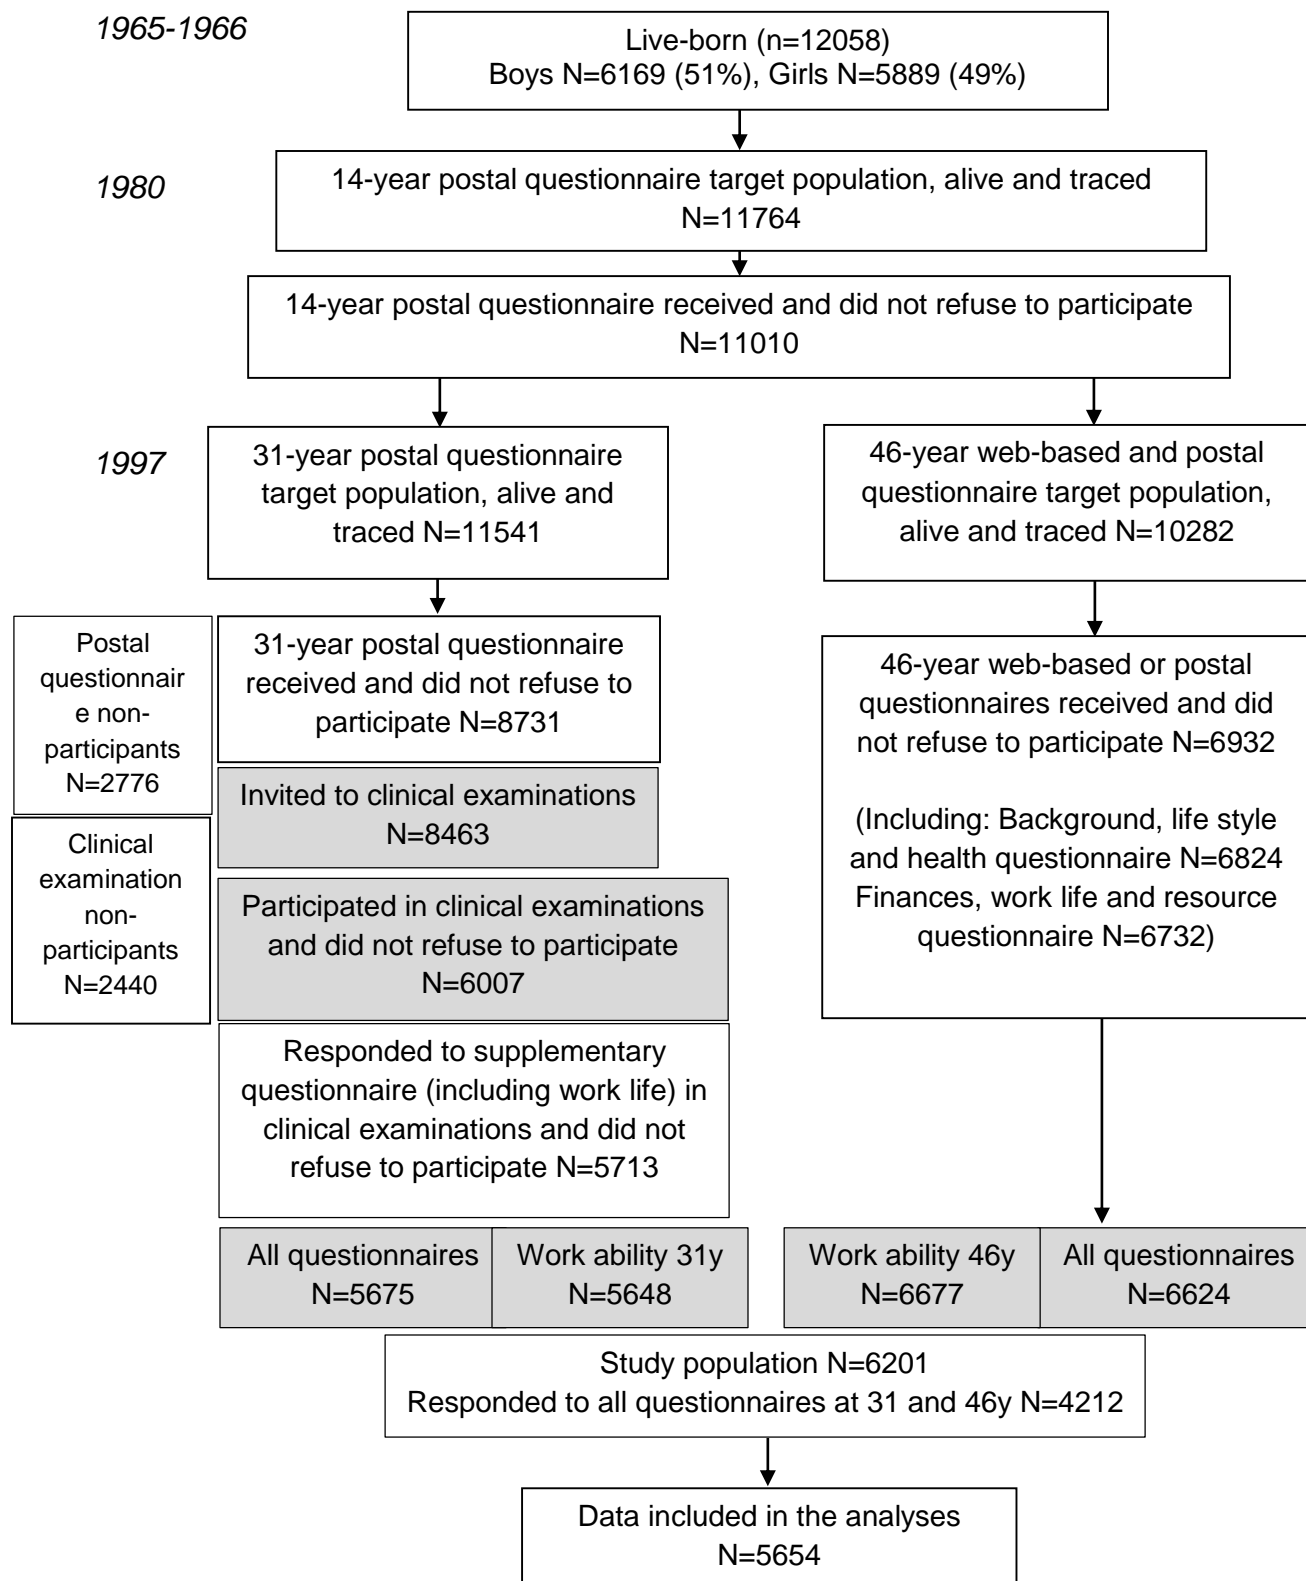 1965-1966
Live-born (n=12058)
Boys N=6169 (51%), Girls N=5889 (49%)
1980
14-year postal questionnaire target population, alive and traced
N=11764
14-year postal questionnaire received and did not refuse to participate
N=11010
1997
31-year postal questionnaire
target population, alive and
traced N=11541
46-year web-based and postal
questionnaire target population,
alive and traced N=10282
Postal
questionnair
e non-
participants
N=2776
31-year postal questionnaire
received and did not refuse to
participate N=8731
46-year web-based or postal
questionnaires received and did
not refuse to participate N=6932
(Including: Background, life style
and health questionnaire N=6824
Finances, work life and resource
questionnaire N=6732)
Invited to clinical examinations
N=8463
Clinical
examination
non-
participants
N=2440
Participated in clinical examinations
and did not refuse to participate
N=6007
Responded to supplementary
questionnaire (including work life) in
clinical examinations and did not
refuse to participate N=5713
All questionnaires
N=5675
Work ability 31y
N=5648
Work ability 46y
N=6677
All questionnaires
N=6624
Study population N=6201
Responded to all questionnaires at 31 and 46y N=4212
Data included in the analyses
N=5654